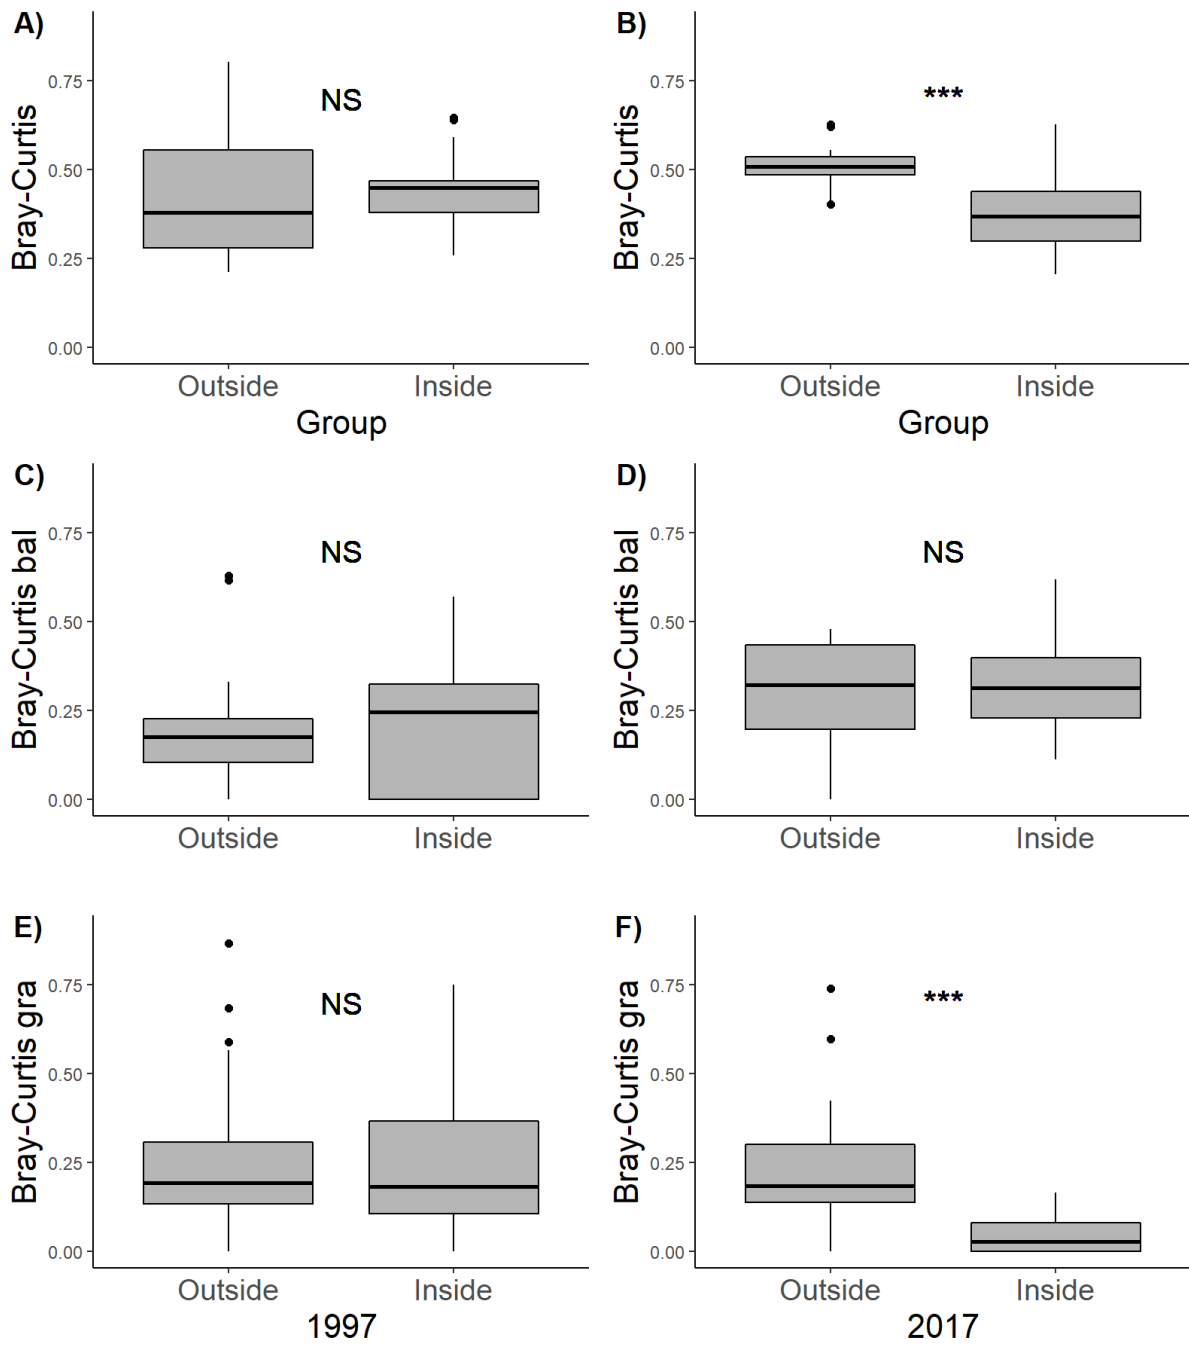 A)
Bray-Curtis
0.75
0.50
0.25
0.00
NS
Outside Inside
Group
B)
Bray-Curtis
0.75
0.50
0.25
0.00
***
Outside Inside
Group
C)
Bray-Curtis bal
0.75
0.50
0.25
0.00
NS
Outside Inside
D)
Bray-Curtis bal
0.75
0.50
0.25
0.00
NS
Outside Inside
E)
Bray-Curtis gra
0.75
0.50
0.25
0.00
NS
Outside Inside
1997
F)
Bray-Curtis gra
0.75
0.50
0.25
0.00
***
Outside Inside
2017